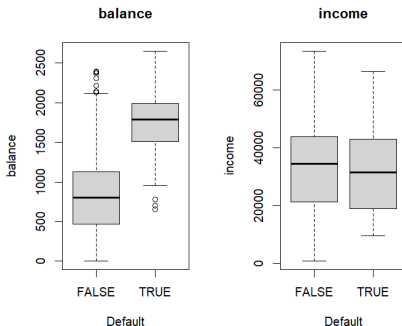 balance
2500
2000
1500
1000
500
0
balance
FALSE TRUE
Default
income
60000
40000
20000
0
income
FALSE TRUE
Default